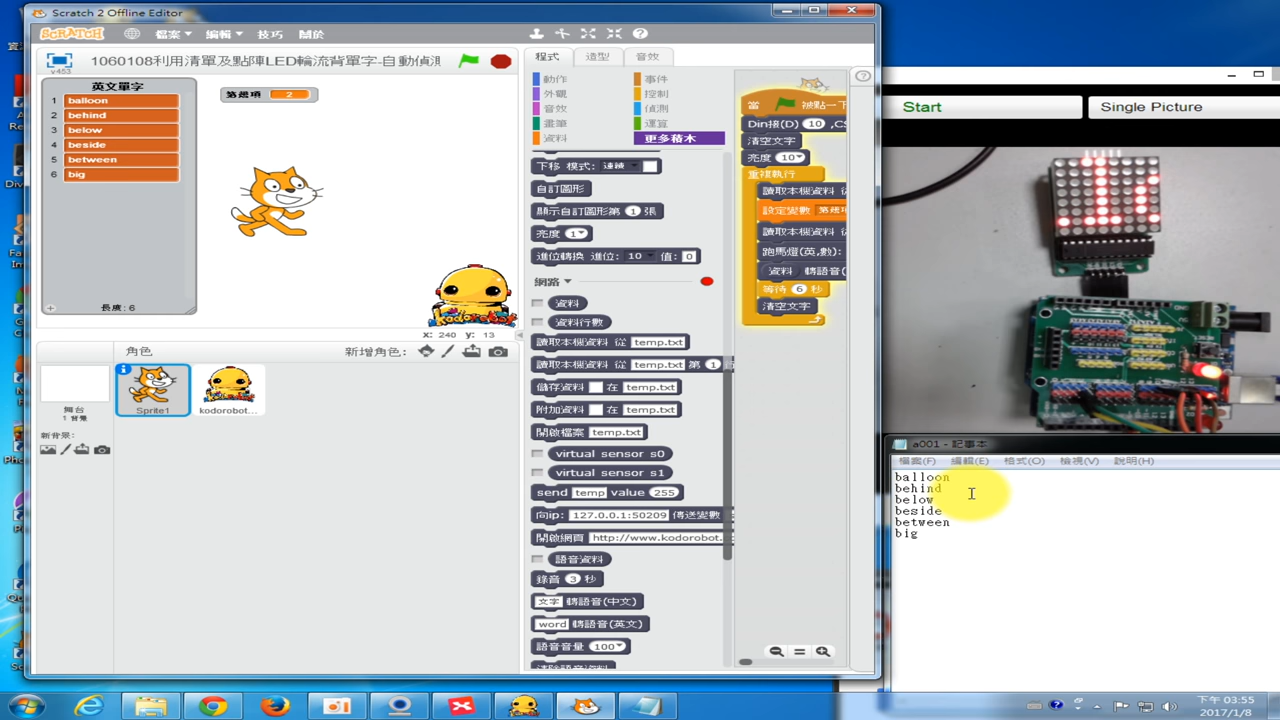 Scratch 2 Offline Editor
SCRATCH 檔案 編輯 技巧 關於
v453 1060108利用清單及點陣LED輪流背單字-自動偵測
英文單字
1 balloon
2 behind
3 below
4 beside
5 between
6 big
長度: 6
第幾項 2
x: 240 y: 13
角色 新增角色:
舞台
1 背景
Sprite1
kodorobot...
新背景:
程式 造型 音效
動作 事件
外觀 控制
音效 偵測
畫筆 運算
資料 更多積木
下移 模式: 連續
自訂圖形
顯示自訂圖形第 1 張
亮度 1
進位轉換 進位: 10 值: 0
網路
資料
資料行數
讀取本機資料 從 temp.txt
讀取本機資料 從 temp.txt 第 1
儲存資料 在 temp.txt
附加資料 在 temp.txt
開啟檔案 temp.txt
virtual sensor s0
virtual sensor s1
send temp value 255
向ip: 127.0.0.1:50209 傳送變數
開啟網頁 http://www.kodorobot.
語音資料
錄音 3 秒
文字 轉語音(中文)
word 轉語音(英文)
語音音量 100
清除語音資料
當 被點一下
Din接(D) 10 ,CS
清空文字
亮度 10
重複執行
讀取本機資料 從
設定變數 第幾項
讀取本機資料 從
跑馬燈(英,數):
資料 轉語音(
等待 6 秒
清空文字
Start
Single Picture
a001 - 記事本
檔案(F) 編輯(E) 格式(O) 檢視(V) 說明(H)
balloon
behind
below
beside
between
big
下午 03:55
2017/1/8